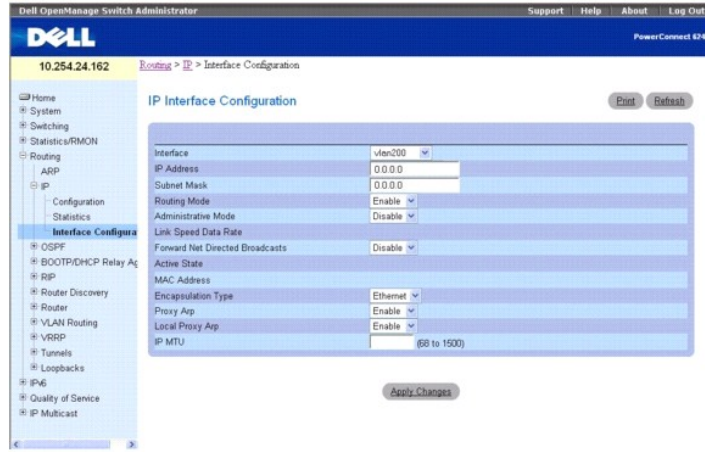 Dell OpenManage Switch Administrator
Support Help About Log Out
DELL
PowerConnect 624
10.254.24.162
Routing > IP > Interface Configuration
Home
System
Switching
Statistics/RMON
Routing
ARP
IP
Configuration
Statistics
Interface Configura
OSPF
BOOTP/DHCP Relay Ag
RIP
Router Discovery
Router
VLAN Routing
VRRP
Tunnels
Loopbacks
IPv6
Quality of Service
IP Multicast
IP Interface Configuration
Print Refresh
Interface vlan200
IP Address 0.0.0.0
Subnet Mask 0.0.0.0
Routing Mode Enable
Administrative Mode Disable
Link Speed Data Rate
Forward Net Directed Broadcasts Disable
Active State
MAC Address
Encapsulation Type Ethernet
Proxy Arp Enable
Local Proxy Arp Enable
IP MTU (68 to 1500)
Apply Changes